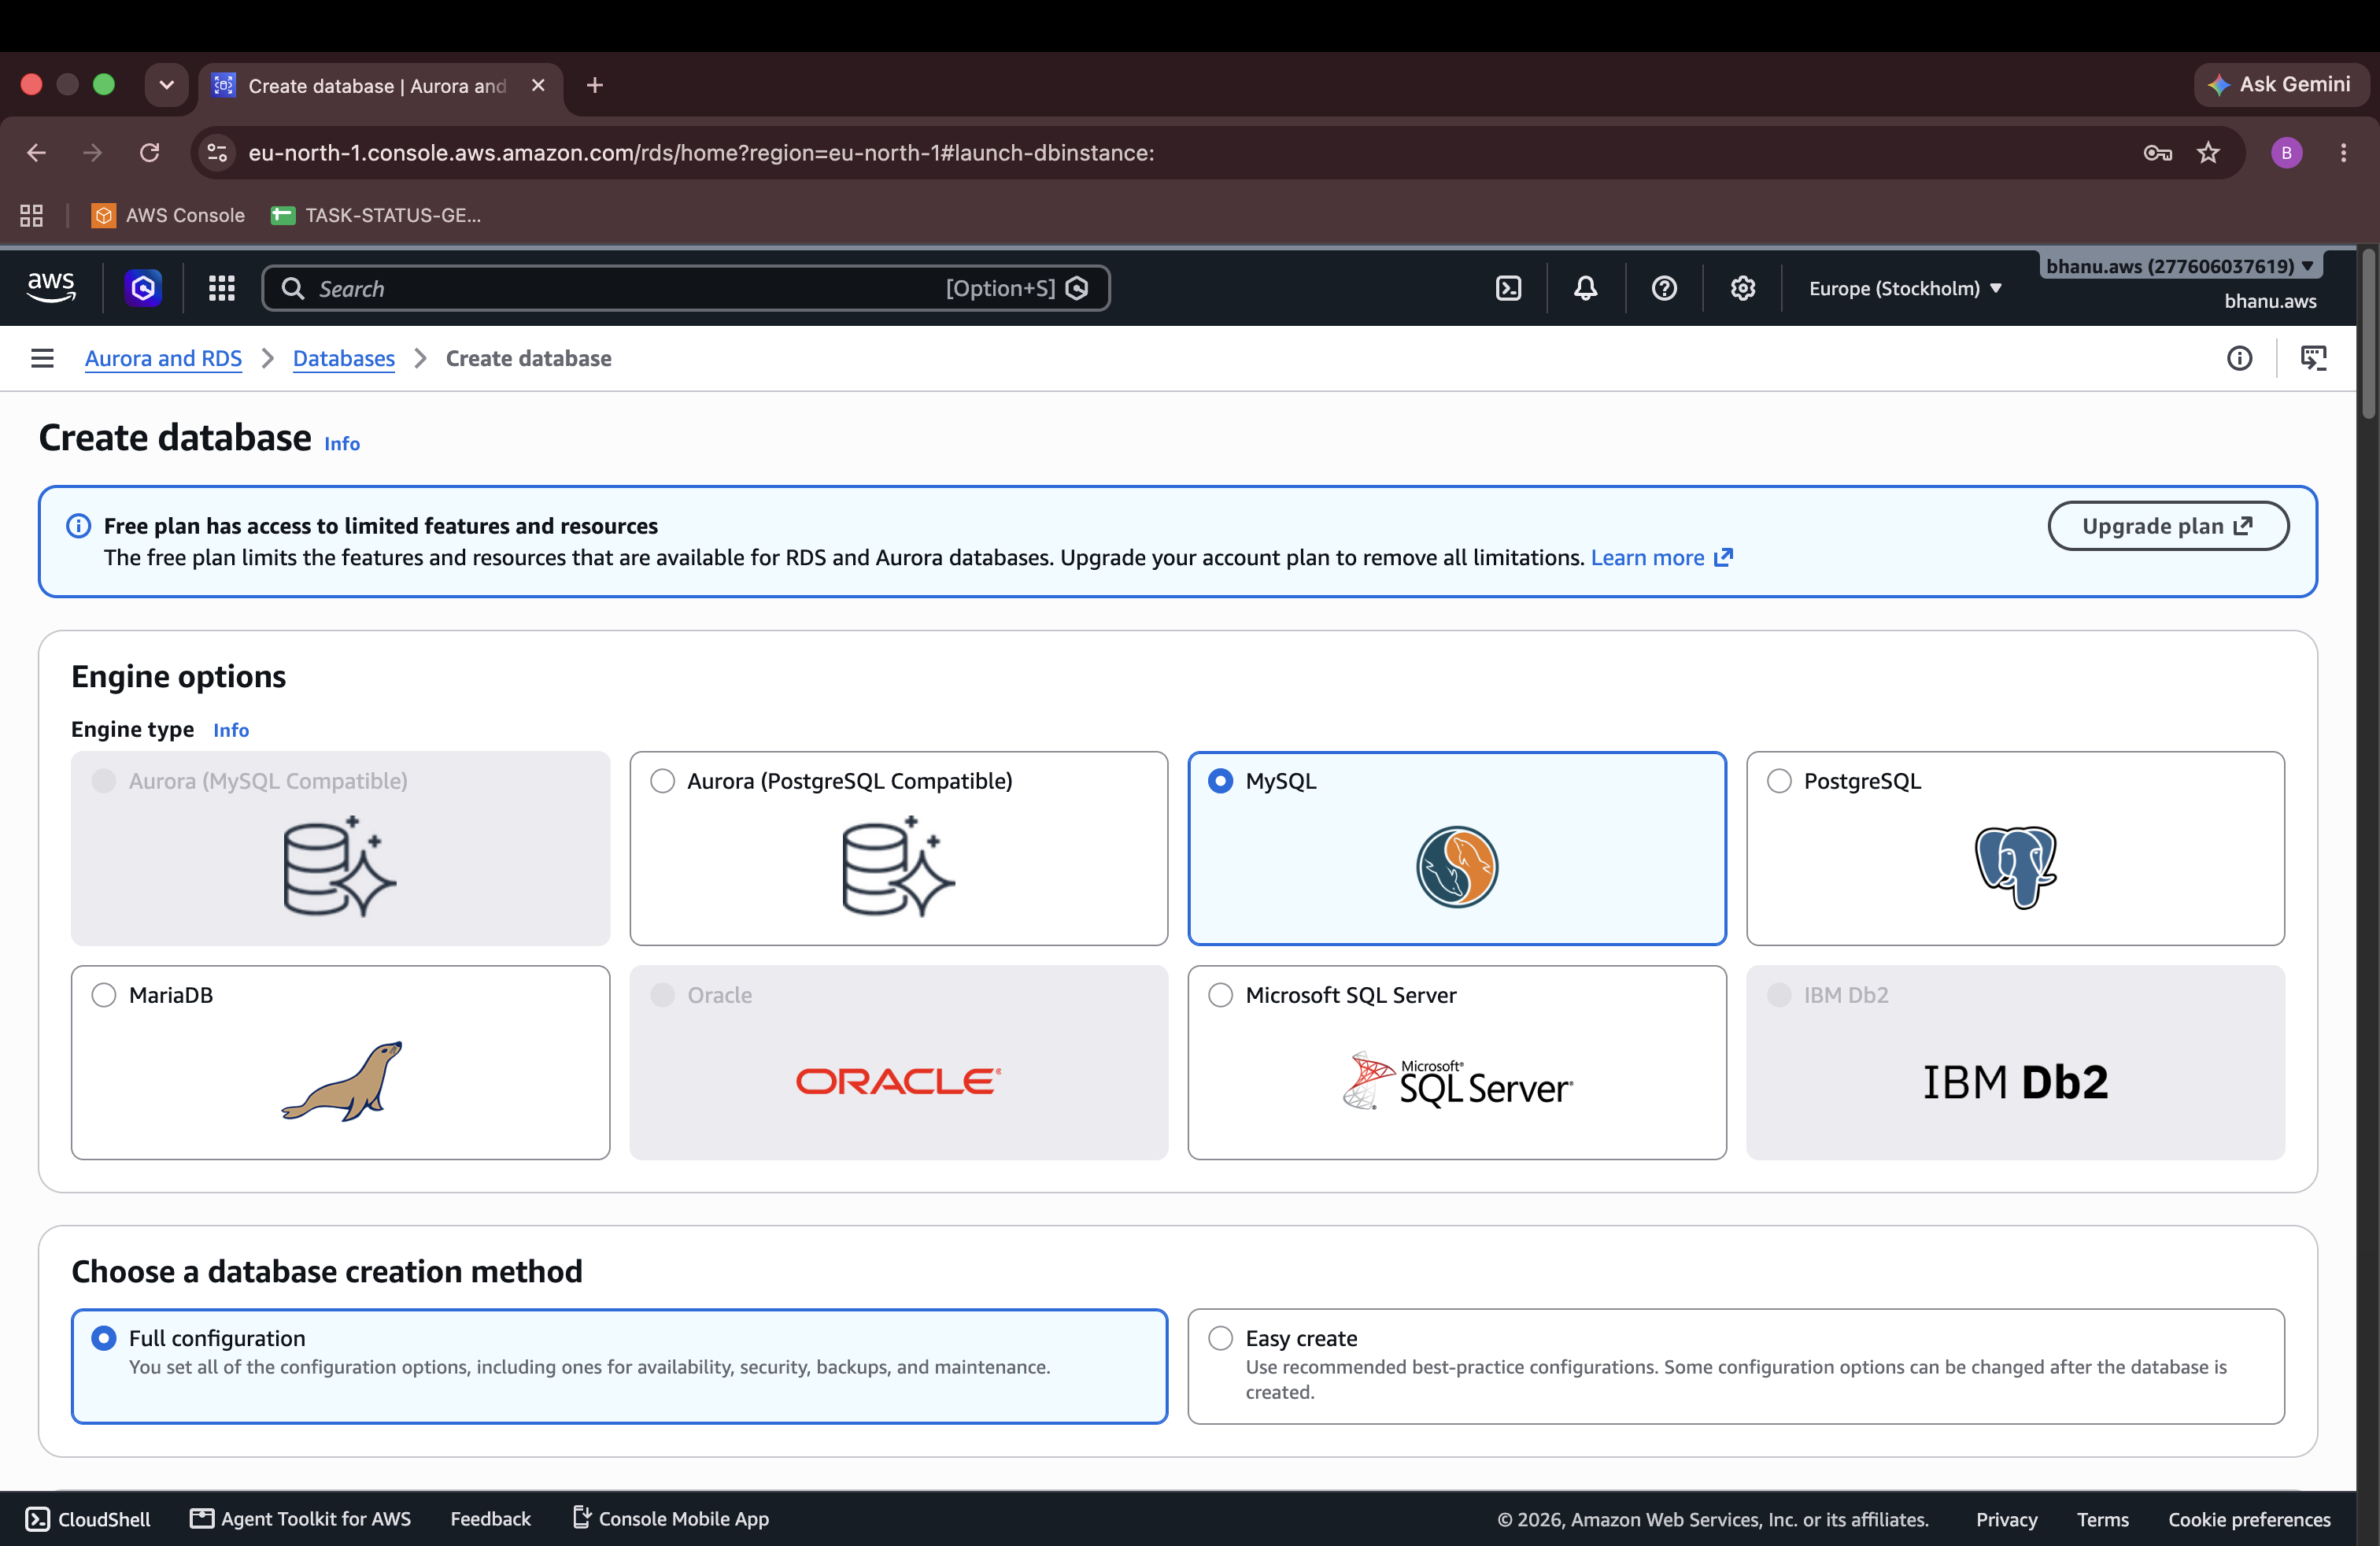 Create database | Aurora and
Ask Gemini
eu-north-1.console.aws.amazon.com/rds/home?region=eu-north-1#launch-dbinstance:
B
AWS Console
TASK-STATUS-GE...
aws
Search
[Option+S]
Europe (Stockholm)
bhanu.aws (277606037619)
bhanu.aws
Aurora and RDS
Databases
Create database
Create database Info
Free plan has access to limited features and resources
The free plan limits the features and resources that are available for RDS and Aurora databases. Upgrade your account plan to remove all limitations. Learn more
Upgrade plan
Engine options
Engine type Info
Aurora (MySQL Compatible)
Aurora (PostgreSQL Compatible)
MySQL
PostgreSQL
MariaDB
Oracle
ORACLE
Microsoft SQL Server
Microsoft®
SQL Server®
IBM Db2
IBM Db2
Choose a database creation method
Full configuration
You set all of the configuration options, including ones for availability, security, backups, and maintenance.
Easy create
Use recommended best-practice configurations. Some configuration options can be changed after the database is
created.
CloudShell
Agent Toolkit for AWS
Feedback
Console Mobile App
© 2026, Amazon Web Services, Inc. or its affiliates.
Privacy
Terms
Cookie preferences